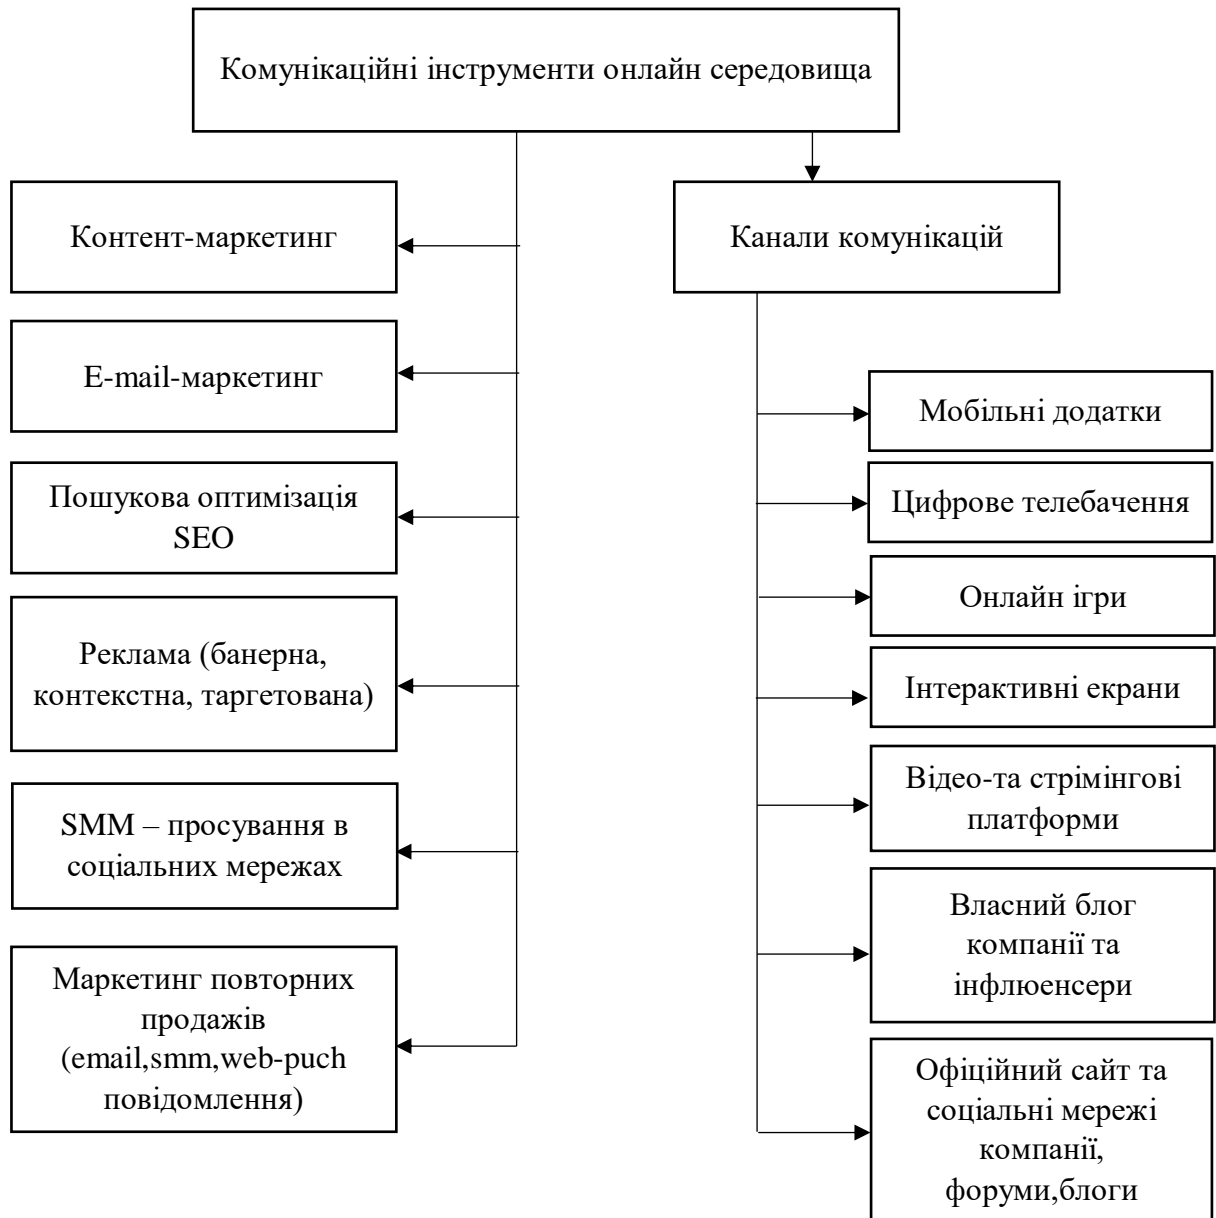 Комунікаційні інструменти онлайн середовища
Контент-маркетинг
E-mail-маркетинг
Пошукова оптимізація
SEO
Реклама (банерна,
контекстна, таргетована)
SMM – просування в
соціальних мережах
Маркетинг повторних
продажів
(email,smm,web-puch
повідомлення)
Канали комунікацій
Мобільні додатки
Цифрове телебачення
Онлайн ігри
Інтерактивні екрани
Відео-та стрімінгові
платформи
Власний блог
компанії та
інфлюенсери
Офіційний сайт та
соціальні мережі
компанії,
форуми,блоги